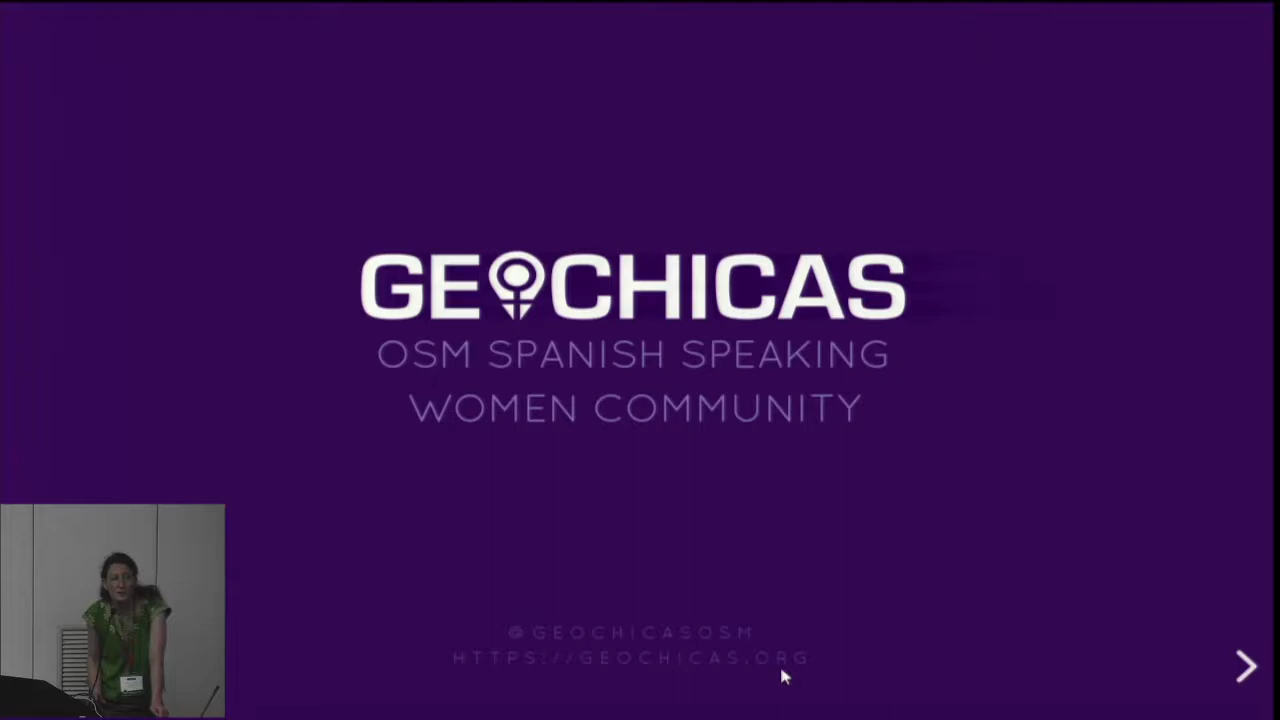 GEOCHICAS
OSM SPANISH SPEAKING
WOMEN COMMUNITY
@GEOCHICASOSM
HTTPS://GEOCHICAS.ORG